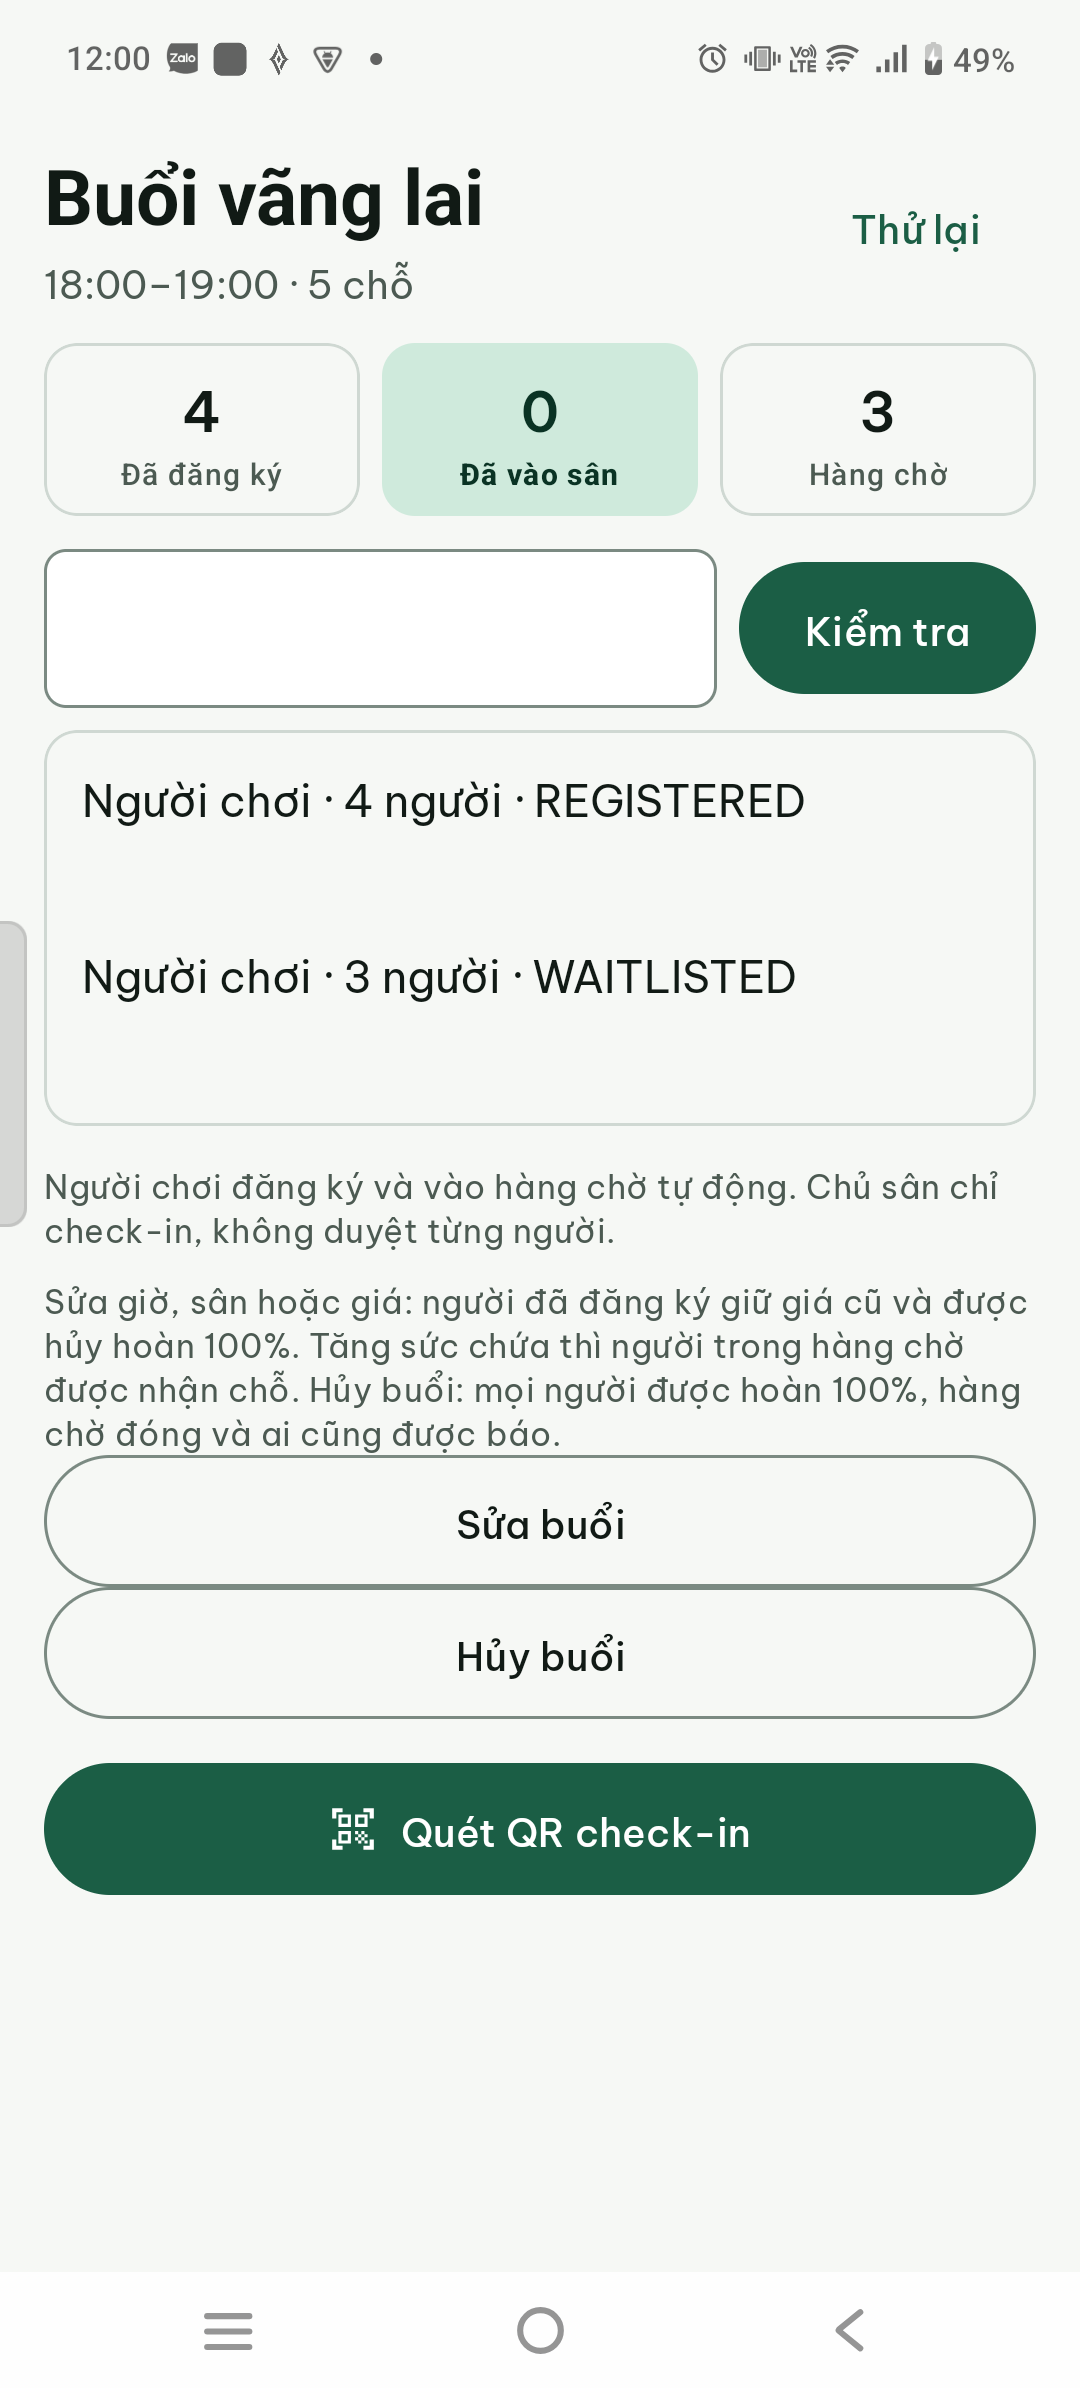 12:00
Zalo
Vo)) LTE
49%
Buổi vãng lai
Thử lại
18:00–19:00 · 5 chỗ
4
0
3
Đã đăng ký
Đã vào sân
Hàng chờ
Kiểm tra
Người chơi · 4 người · REGISTERED
Người chơi · 3 người · WAITLISTED
Người chơi đăng ký và vào hàng chờ tự động. Chủ sân chỉ
check-in, không duyệt từng người.
Sửa giờ, sân hoặc giá: người đã đăng ký giữ giá cũ và được
hủy hoàn 100%. Tăng sức chứa thì người trong hàng chờ
được nhận chỗ. Hủy buổi: mọi người được hoàn 100%, hàng
chờ đóng và ai cũng được báo.
Sửa buổi
Hủy buổi
Quét QR check-in